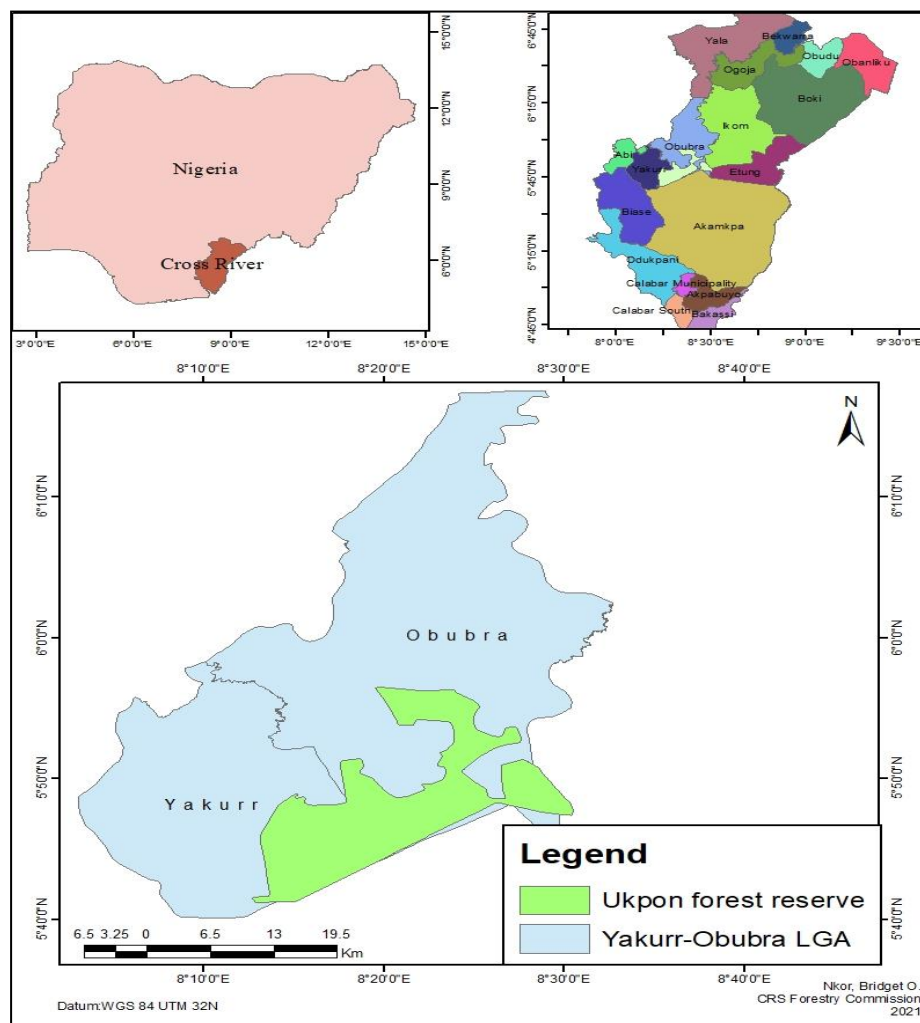 Nigeria
Cross River
15°0'0"N
12°0'0"N
9°0'0"N
6°0'0"N
3°0'0"E 6°0'0"E 9°0'0"E 12°0'0"E 15°0'0"E
6°45'0"N
6°15'0"N
5°45'0"N
5°15'0"N
4°45'0"N
Yala
Obudu
Obanliku
Ogoja
Boki
Ikom
Obubra
Abi
Yakurr
Etung
Biase
Akamkpa
Odukpani
Calabar Municipality
Akpabuyo
Calabar South
Bakassi
8°0'0"E 8°30'0"E 9°0'0"E 9°30'0"E
8°10'0"E 8°20'0"E 8°30'0"E 8°40'0"E
N
6°10'0"N
6°10'0"N
Obubra
6°0'0"N
6°0'0"N
Yakurr
5°50'0"N
5°50'0"N
Legend
Ukpon forest reserve
Yakurr-Obubra LGA
5°40'0"N
5°40'0"N
6.5 3.25 0 6.5 13 19.5
Km
8°10'0"E 8°20'0"E 8°30'0"E 8°40'0"E
Datum:WGS 84 UTM 32N
Nkor, Bridget O.
CRS Forestry Commission
2021